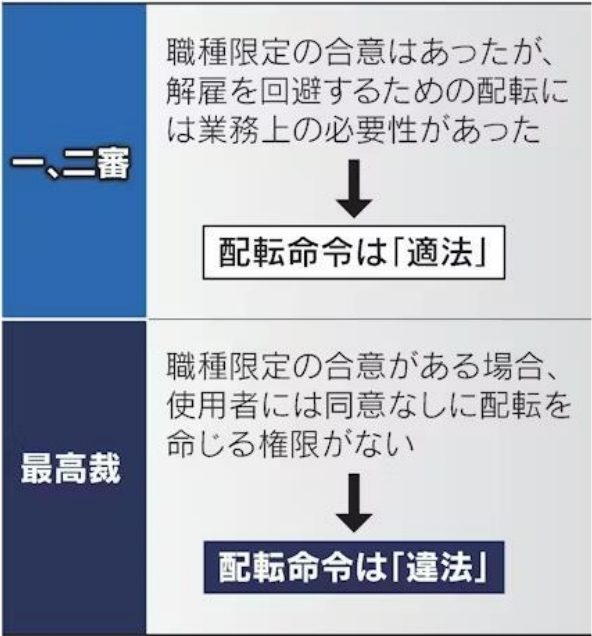 一、二審
職種限定の合意はあったが、
解雇を回避するための配転に
は業務上の必要性があった
配転命令は「適法」
最高裁
職種限定の合意がある場合、
使用者には同意なしに配転を
命じる権限がない
配転命令は「違法」